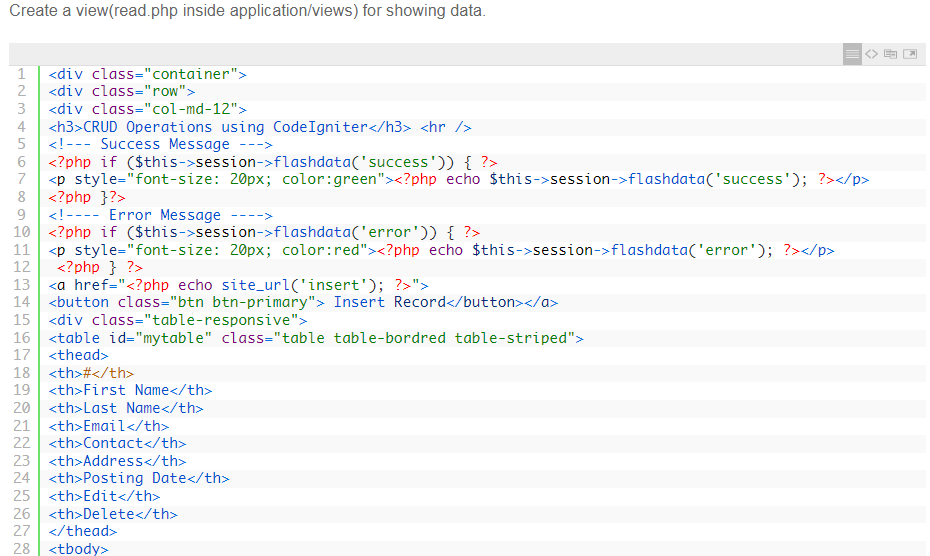 Create a view(read.php inside application/views) for showing data.
1 <div class="container">
2 <div class="row">
3 <div class="col-md-12">
4 <h3>CRUD Operations using CodeIgniter</h3> <hr />
5 <!--- Success Message --->
6 <?php if ($this->session->flashdata('success')) { ?>
7 <p style="font-size: 20px; color:green"><?php echo $this->session->flashdata('success'); ?></p>
8 <?php }?>
9 <!---- Error Message ---->
10 <?php if ($this->session->flashdata('error')) { ?>
11 <p style="font-size: 20px; color:red"><?php echo $this->session->flashdata('error'); ?></p>
12  <?php } ?>
13 <a href="<?php echo site_url('insert'); ?>">
14 <button class="btn btn-primary"> Insert Record</button></a>
15 <div class="table-responsive">
16 <table id="mytable" class="table table-bordred table-striped">
17 <thead>
18 <th>#</th>
19 <th>First Name</th>
20 <th>Last Name</th>
21 <th>Email</th>
22 <th>Contact</th>
23 <th>Address</th>
24 <th>Posting Date</th>
25 <th>Edit</th>
26 <th>Delete</th>
27 </thead>
28 <tbody>